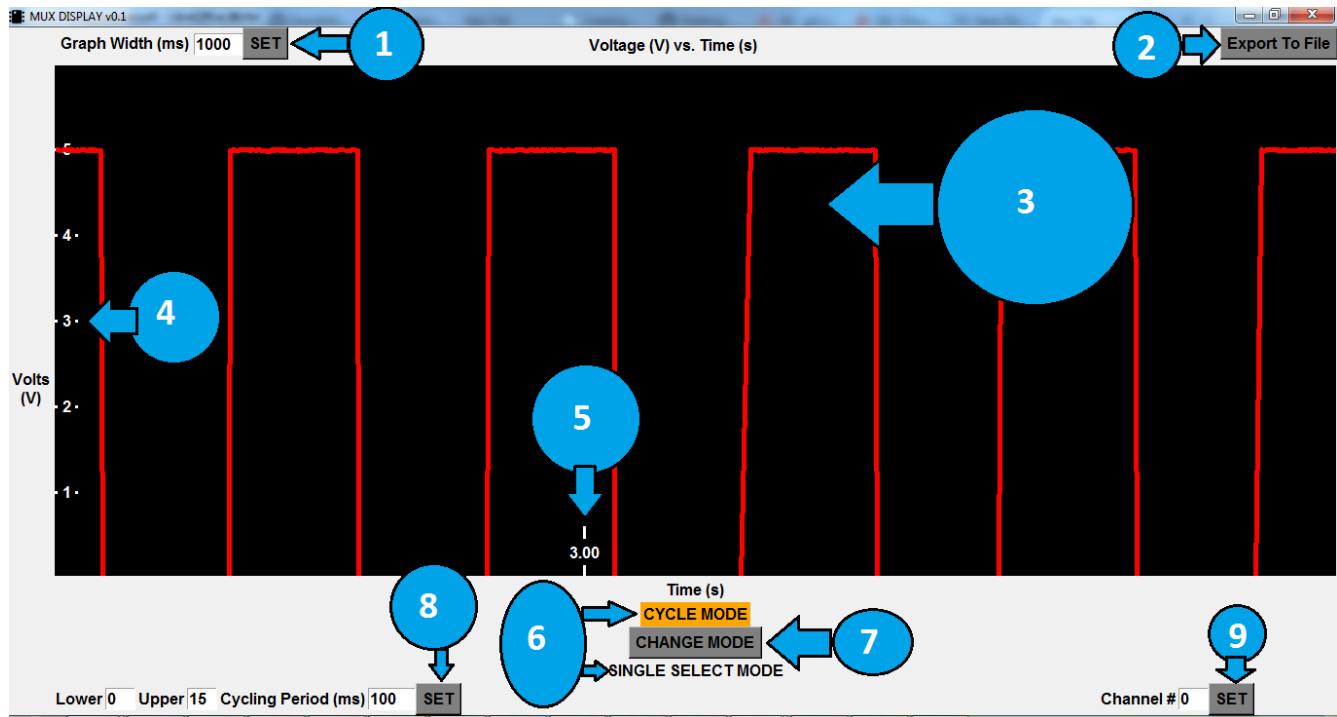 MUX DISPLAY v0.1
Graph Width (ms) 1000 SET 1 Voltage (V) vs. Time (s) 2 Export To File
5
4
3
4
3
Volts
(V)
2
5
1
3.00
Time (s)
8
6
CYCLE MODE
CHANGE MODE
7
9
SINGLE SELECT MODE
Lower 0 Upper 15 Cycling Period (ms) 100 SET Channel # 0 SET